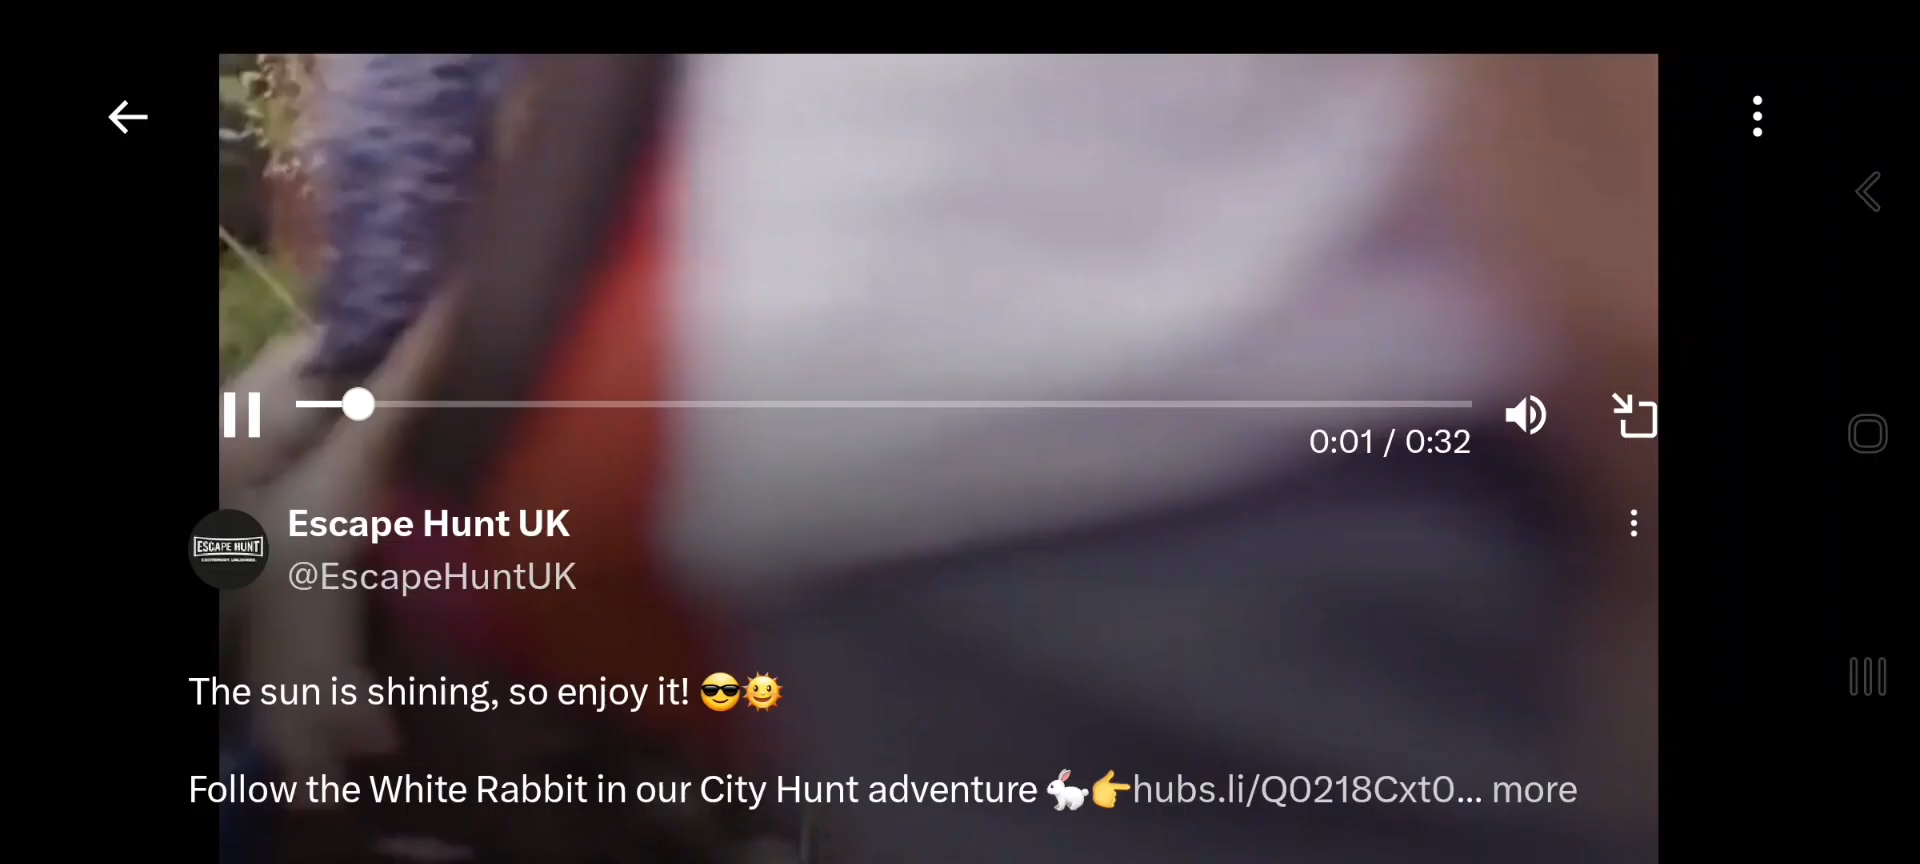 0:01 / 0:32
ESCAPE HUNT
Escape Hunt UK
@EscapeHuntUK
The sun is shining, so enjoy it! 😎🌞
Follow the White Rabbit in our City Hunt adventure 🐇👉hubs.li/Q0218Cxt0... more